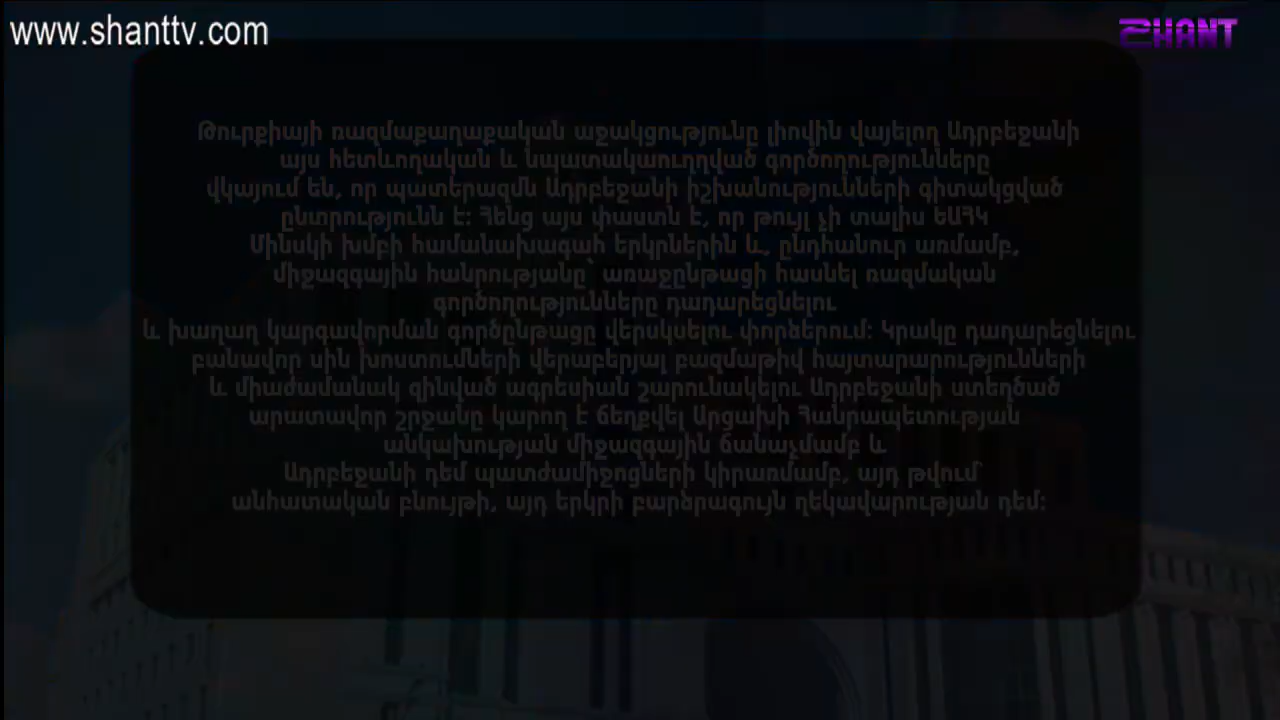 www.shanttv.com
SHANT
Թուրքիայի ռազմաքաղաքական աջակցությունը լիովին վայելող Ադրբեջանի
այս հետևողական և նպատակաուղղված գործողությունները
վկայում են, որ պատերազմն Ադրբեջանի իշխանությունների գիտակցված
ընտրությունն է: Հենց այս փաստն է, որ թույլ չի տալիս ԵԱՀԿ
Մինսկի խմբի համանախագահ երկրներին և, ընդհանուր առմամբ,
միջազգային հանրությանը՝ առաջընթացի հասնել ռազմական
գործողությունները դադարեցնելու
և խաղաղ կարգավորման գործընթացը վերսկսելու փորձերում: Կրակը դադարեցնելու
բանավոր սին խոստումների վերաբերյալ բազմաթիվ հայտարարությունների
և միաժամանակ զինված ագրեսիան շարունակելու Ադրբեջանի ստեղծած
արատավոր շրջանը կարող է ճեղքվել Արցախի Հանրապետության
անկախության միջազգային ճանաչմամբ և
Ադրբեջանի դեմ պատժամիջոցների կիրառմամբ, այդ թվում՝
անհատական բնույթի, այդ երկրի բարձրագույն ղեկավարության դեմ: